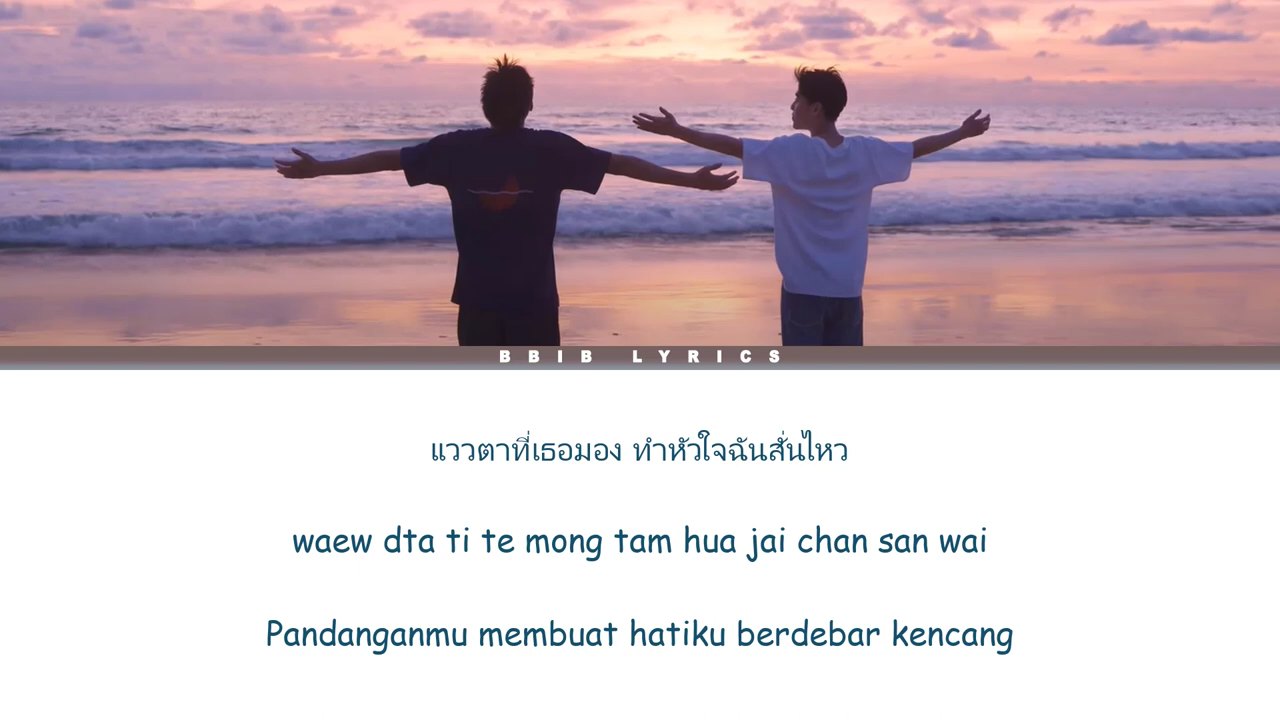 BBIB LYRICS
แววตาที่เธอมอง ทำหัวใจฉันสั่นไหว
waew dta ti te mong tam hua jai chan san wai
Pandanganmu membuat hatiku berdebar kencang